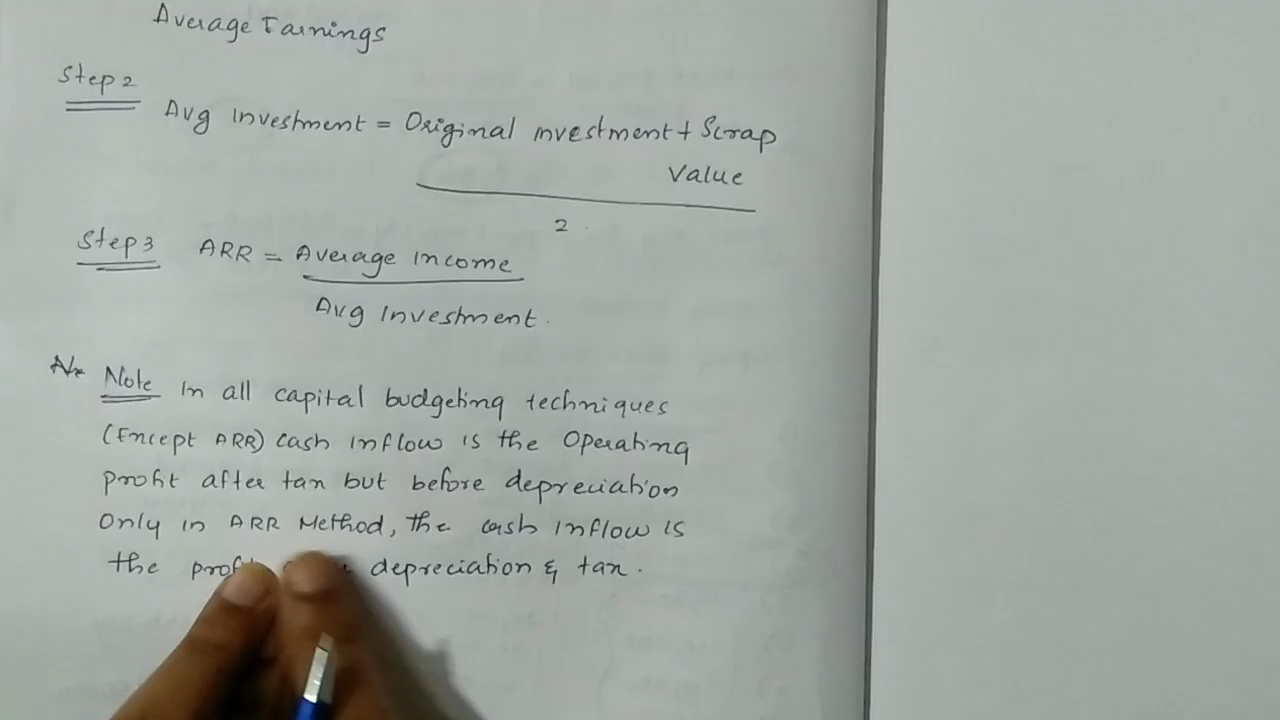 Average Earnings
Step 2
Avg Investment = Original nvestment + Scrap
Value
2
Step 3 ARR = Average income
Avg Investment.
Note In all capital budgeting techniques
(Except ARR) cash inflow is the Operating
profit after tax but before depreciation
Only in ARR Method, the cash inflow is
the depreciation & tax.